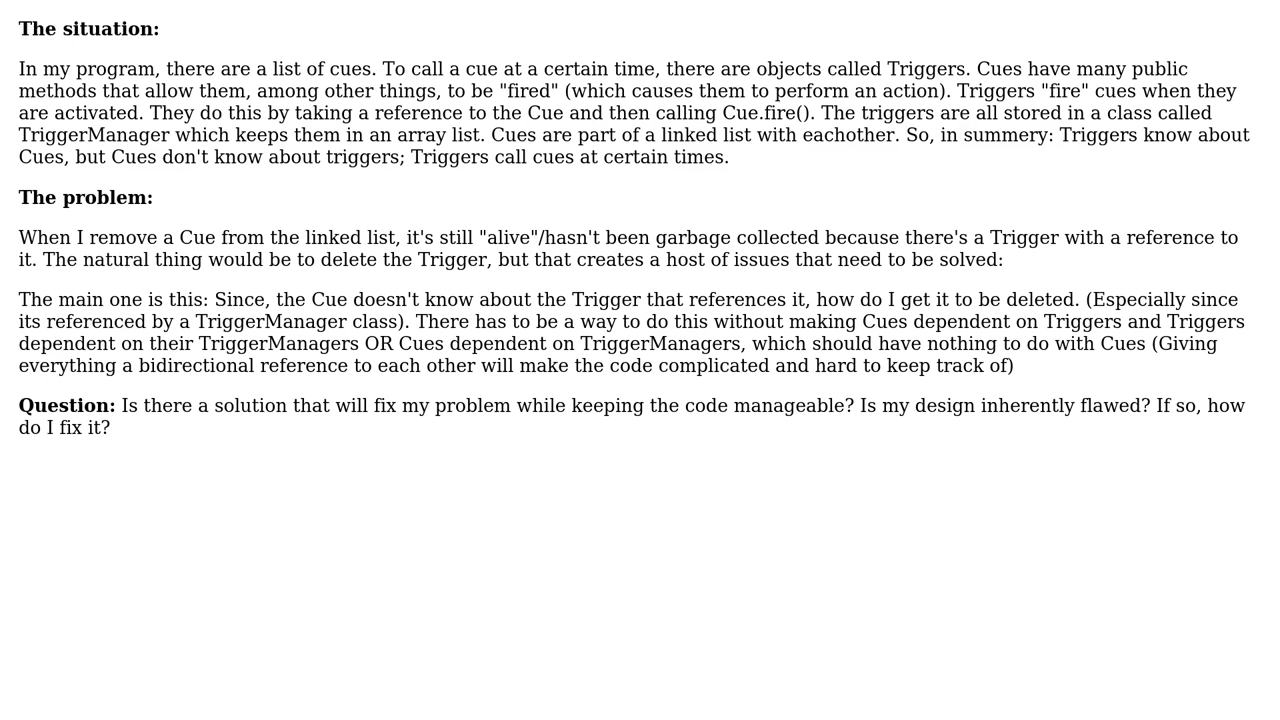 The situation:
In my program, there are a list of cues. To call a cue at a certain time, there are objects called Triggers. Cues have many public
methods that allow them, among other things, to be "fired" (which causes them to perform an action). Triggers "fire" cues when they
are activated. They do this by taking a reference to the Cue and then calling Cue.fire(). The triggers are all stored in a class called
TriggerManager which keeps them in an array list. Cues are part of a linked list with eachother. So, in summery: Triggers know about
Cues, but Cues don't know about triggers; Triggers call cues at certain times.
The problem:
When I remove a Cue from the linked list, it's still "alive"/hasn't been garbage collected because there's a Trigger with a reference to
it. The natural thing would be to delete the Trigger, but that creates a host of issues that need to be solved:
The main one is this: Since, the Cue doesn't know about the Trigger that references it, how do I get it to be deleted. (Especially since
its referenced by a TriggerManager class). There has to be a way to do this without making Cues dependent on Triggers and Triggers
dependent on their TriggerManagers OR Cues dependent on TriggerManagers, which should have nothing to do with Cues (Giving
everything a bidirectional reference to each other will make the code complicated and hard to keep track of)
Question: Is there a solution that will fix my problem while keeping the code manageable? Is my design inherently flawed? If so, how
do I fix it?